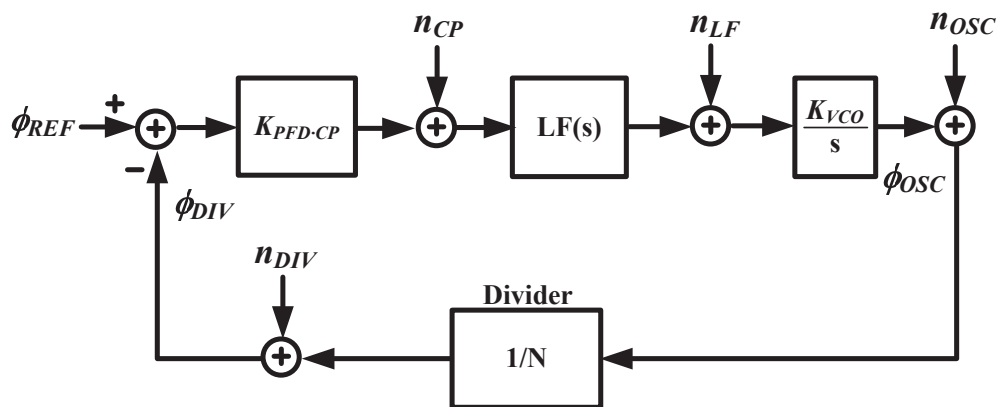 n_CP
n_LF
n_OSC
+
ϕ_REF
+
K_PFD·CP
+
LF(s)
+
K_VCO
s
+
−
ϕ_OSC
ϕ_DIV
n_DIV
Divider
+
1/N